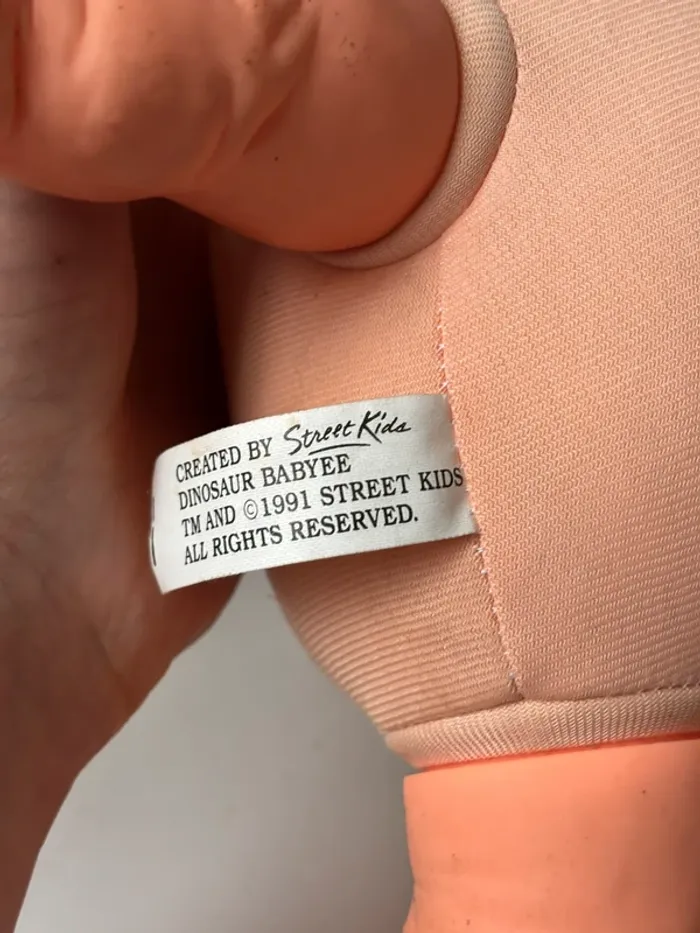 CREATED BY Street Kids
DINOSAUR BABYEE
TM AND ©1991 STREET KIDS
ALL RIGHTS RESERVED.